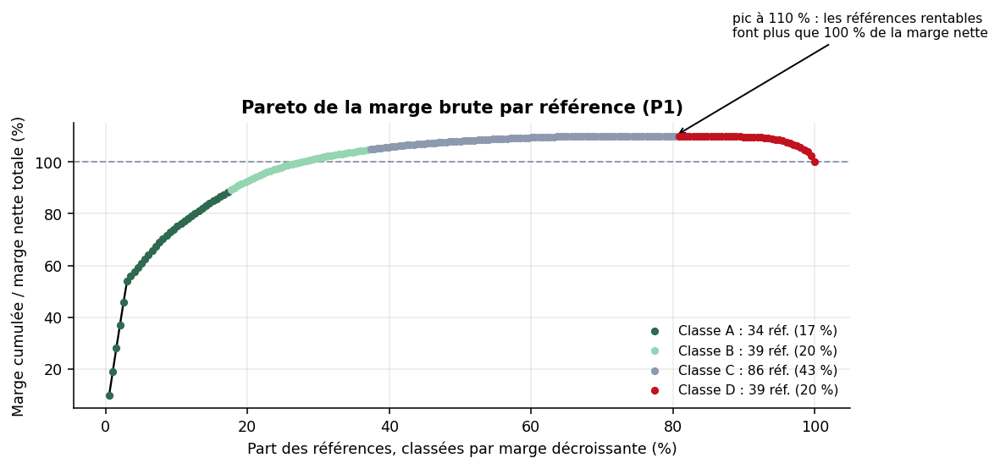 pic à 110 % : les références rentables
font plus que 100 % de la marge nette
Pareto de la marge brute par référence (P1)
Marge cumulée / marge nette totale (%)
100
80
60
40
20
Classe A : 34 réf. (17 %)
Classe B : 39 réf. (20 %)
Classe C : 86 réf. (43 %)
Classe D : 39 réf. (20 %)
0
20
40
60
80
100
Part des références, classées par marge décroissante (%)